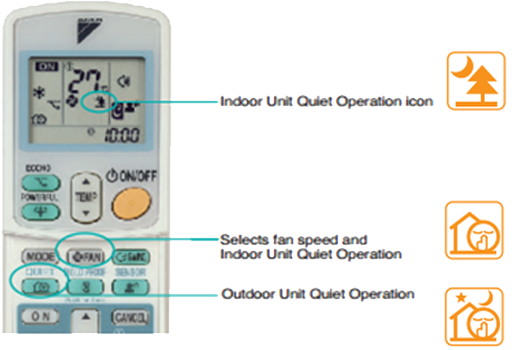 DAIKIN
ON
27
Indoor Unit Quiet Operation icon
10:00
ECONO
ON/OFF
POWERFUL
TEMP
MODE
FAN
Selects fan speed and
Indoor Unit Quiet Operation
QUIET
MOLD PROOF
SENSOR
Outdoor Unit Quiet Operation
ON
CANCEL